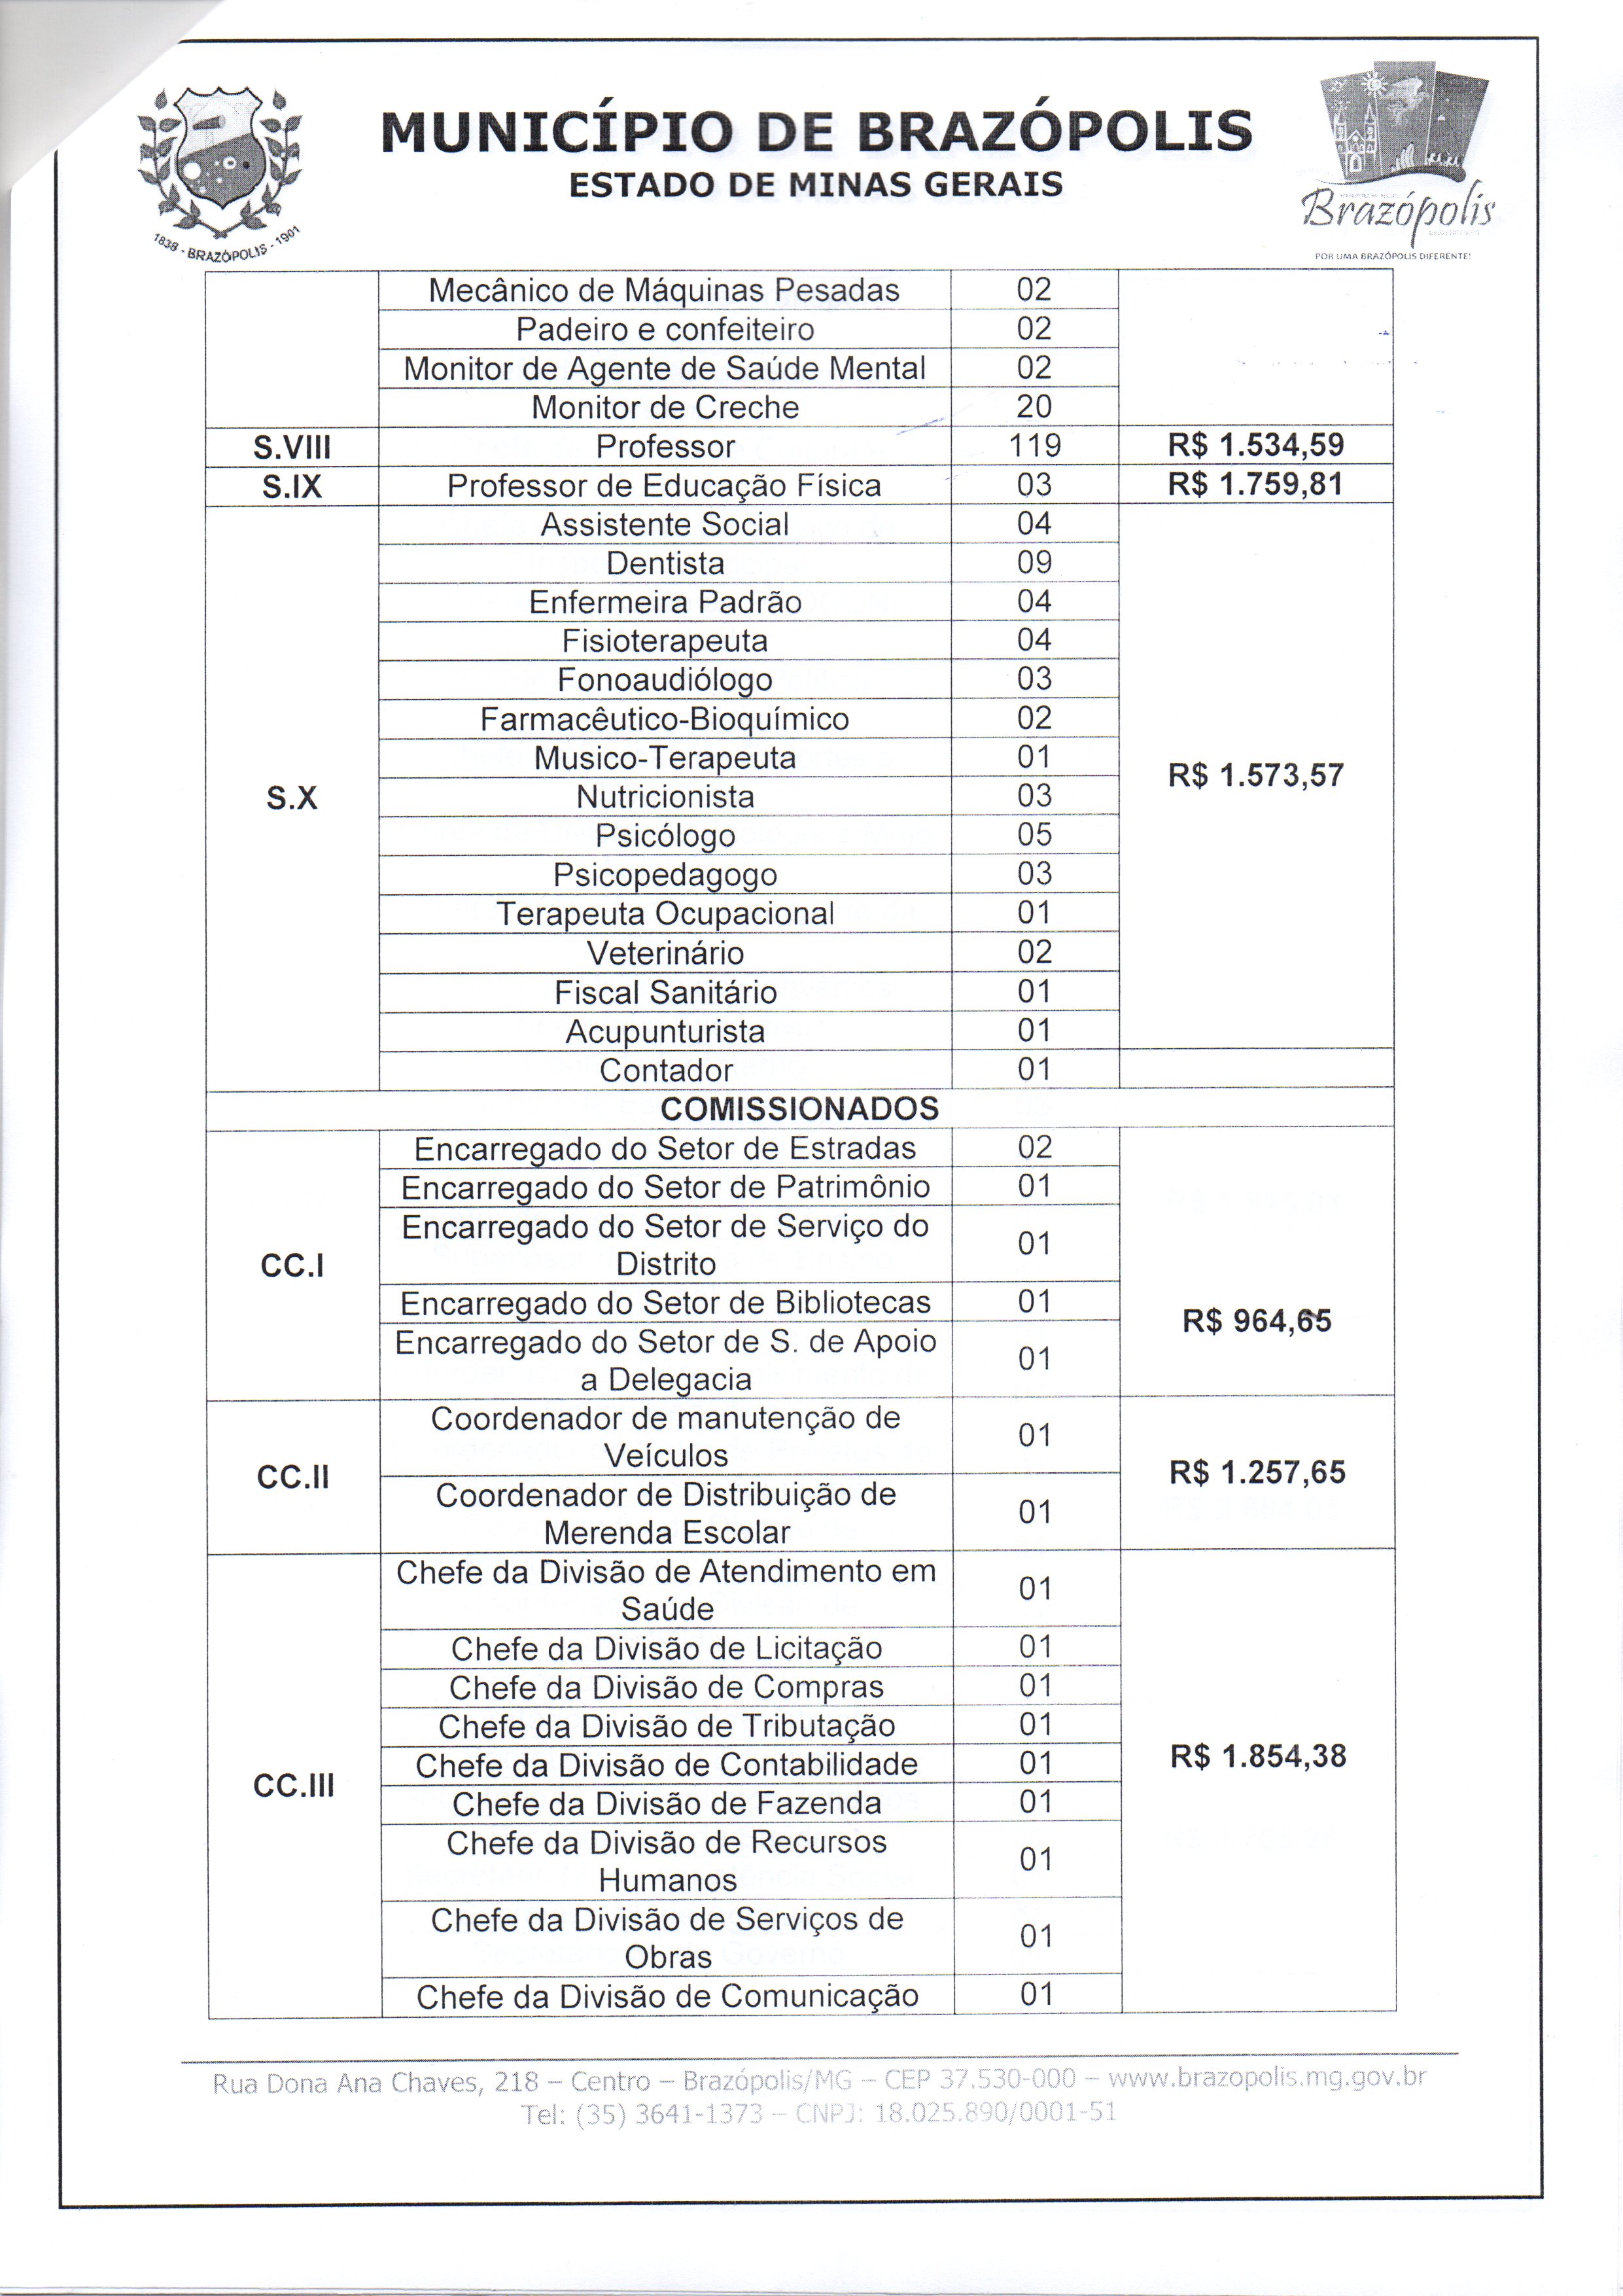 MUNICÍPIO DE BRAZÓPOLIS
ESTADO DE MINAS GERAIS
1838 - BRAZÓPOLIS - 1901
Brazópolis
POR UMA BRAZÓPOLIS DIFERENTE!
Mecânico de Máquinas Pesadas 02
Padeiro e confeiteiro 02
Monitor de Agente de Saúde Mental 02
Monitor de Creche 20
S.VIII Professor 119 R$ 1.534,59
S.IX Professor de Educação Física 03 R$ 1.759,81
Assistente Social 04
Dentista 09
Enfermeira Padrão 04
Fisioterapeuta 04
Fonoaudiólogo 03
Farmacêutico-Bioquímico 02
Musico-Terapeuta 01
R$ 1.573,57
S.X Nutricionista 03
Psicólogo 05
Psicopedagogo 03
Terapeuta Ocupacional 01
Veterinário 02
Fiscal Sanitário 01
Acupunturista 01
Contador 01
COMISSIONADOS
Encarregado do Setor de Estradas 02
Encarregado do Setor de Patrimônio 01
Encarregado do Setor de Serviço do
Distrito 01
CC.I
Encarregado do Setor de Bibliotecas 01
R$ 964,65
Encarregado do Setor de S. de Apoio
a Delegacia 01
Coordenador de manutenção de
Veículos 01
CC.II R$ 1.257,65
Coordenador de Distribuição de
Merenda Escolar 01
Chefe da Divisão de Atendimento em
Saúde 01
Chefe da Divisão de Licitação 01
Chefe da Divisão de Compras 01
Chefe da Divisão de Tributação 01
Chefe da Divisão de Contabilidade 01 R$ 1.854,38
CC.III
Chefe da Divisão de Fazenda 01
Chefe da Divisão de Recursos
Humanos 01
Chefe da Divisão de Serviços de
Obras 01
Chefe da Divisão de Comunicação 01
Rua Dona Ana Chaves, 218 – Centro – Brazópolis/MG – CEP 37.530-000 – www.brazopolis.mg.gov.br
Tel: (35) 3641-1373 – CNPJ: 18.025.890/0001-51